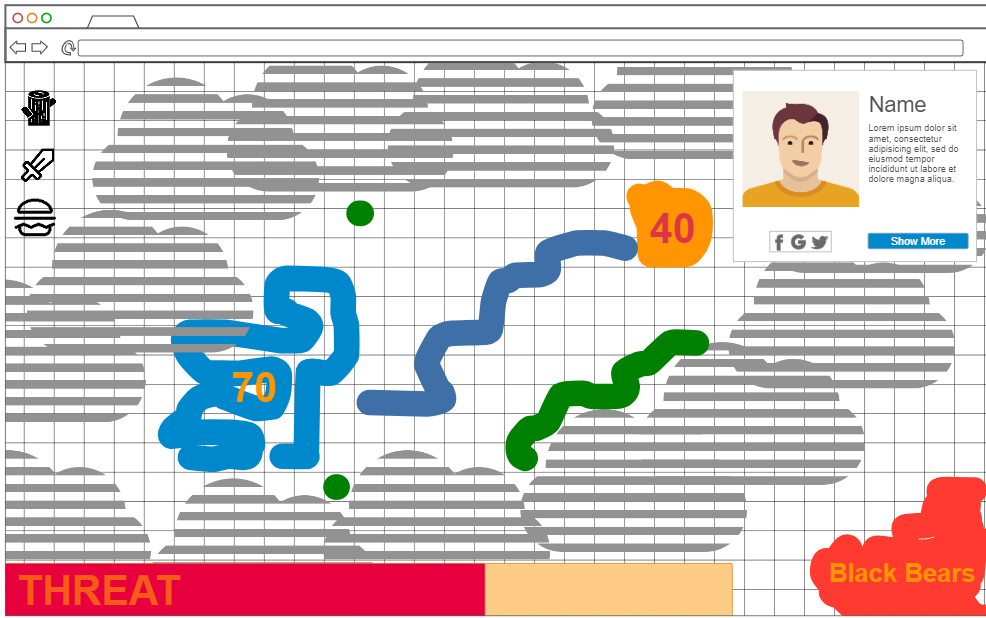 Name
Lorem ipsum dolor sit
amet, consectetur
adipisicing elit, sed do
eiusmod tempor
incididunt ut labore et
dolore magna aliqua.
Show More
40
70
THREAT
Black Bears